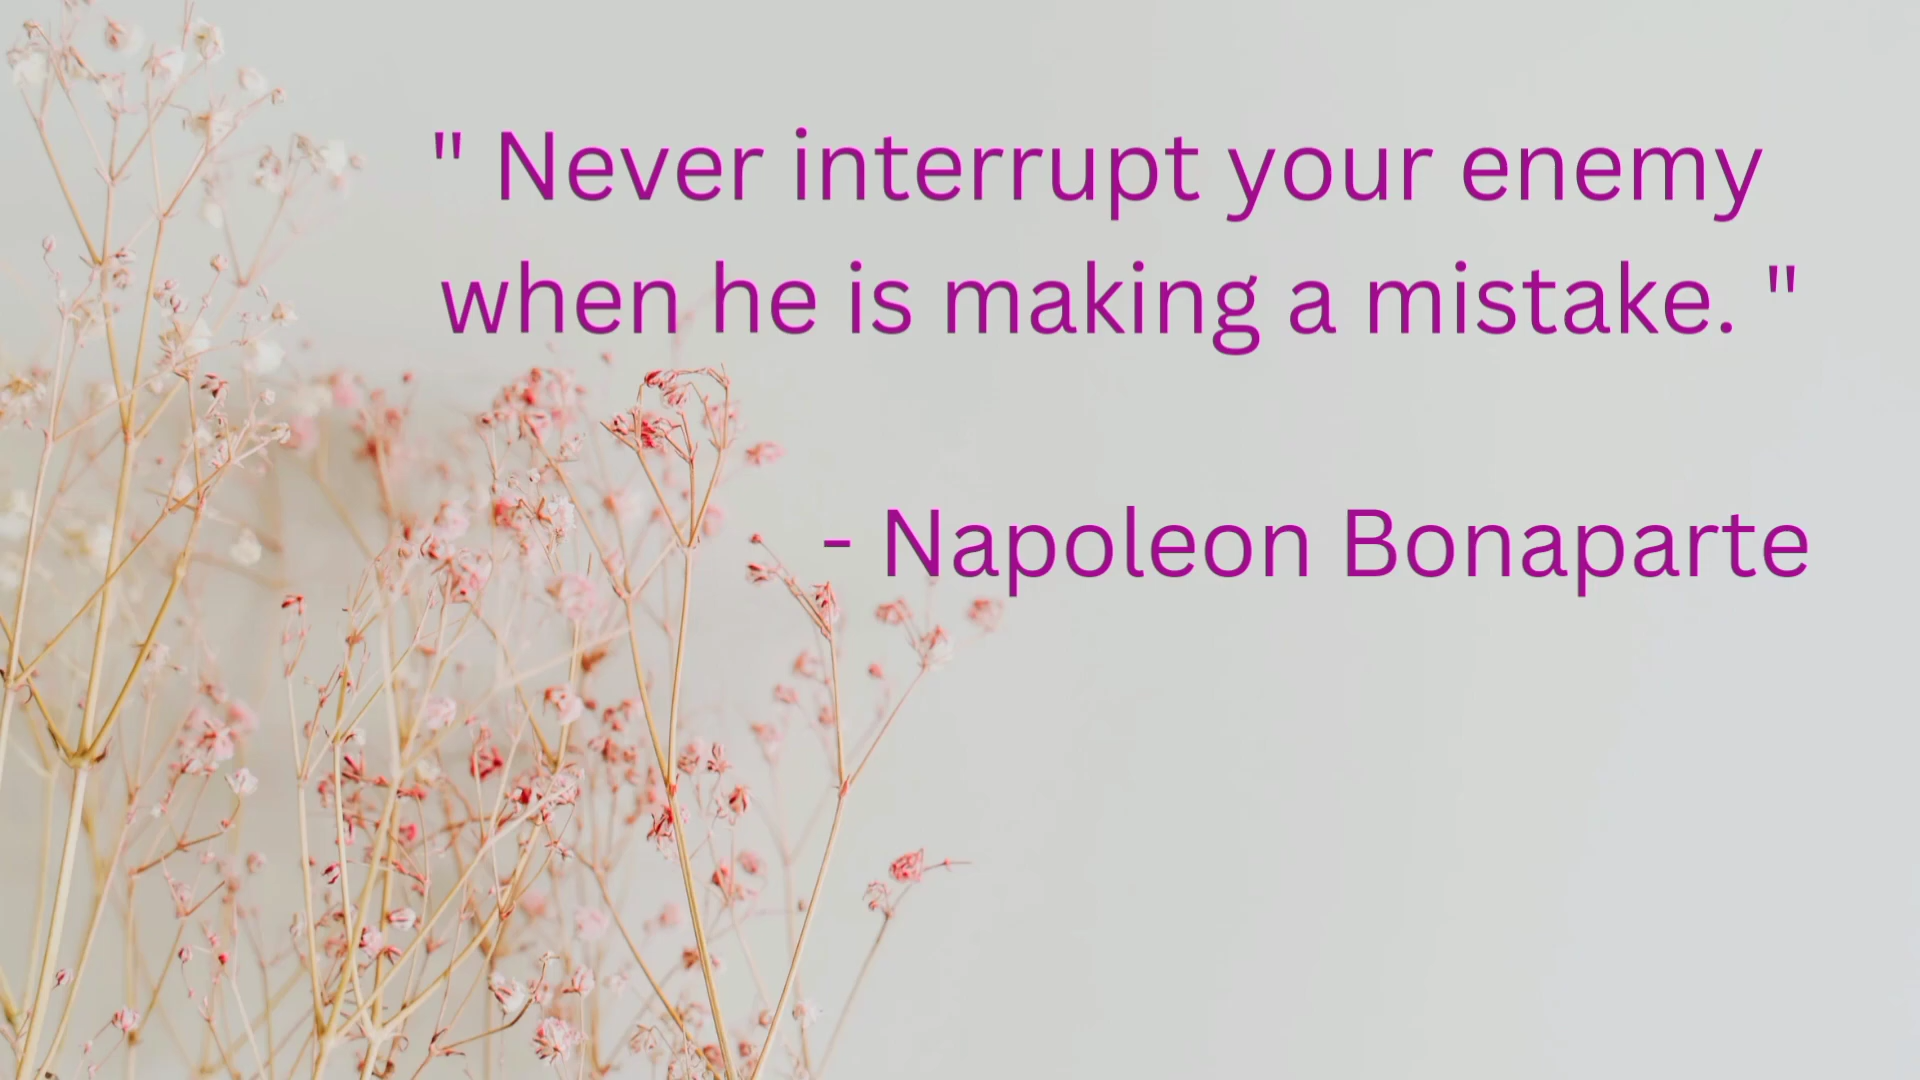 " Never interrupt your enemy
when he is making a mistake. "
- Napoleon Bonaparte